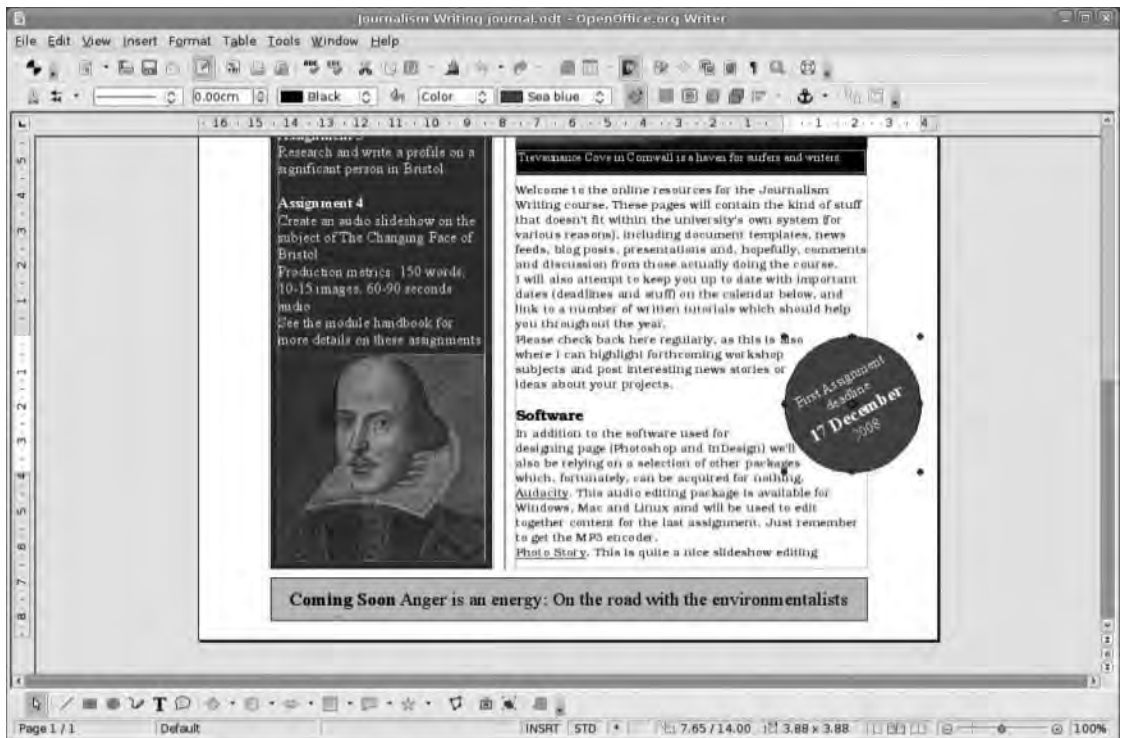 Journalism Writing journal.odt - OpenOffice.org Writer
File Edit View Insert Format Table Tools Window Help
0.00cm Black Color Sea blue
16 15 14 13 12 11 10 9 8 7 6 5 4 3 2 1 1 2 3 4
Research and write a profile on a
significant person in Bristol
Assignment 4
Create an audio slideshow on the
subject of The Changing Face of
Bristol
Production metrics: 150 words,
10-15 images, 60-90 seconds
audio
See the module handbook for
more details on these assignments
Trevaunance Cove in Cornwall is a haven for surfers and writers
Welcome to the online resources for the Journalism
Writing course. These pages will contain the kind of stuff
that doesn't fit within the university's own system (for
various reasons), including document templates, news
feeds, blog posts, presentations and, hopefully, comments
and discussion from those actually doing the course.
I will also attempt to keep you up to date with important
dates (deadlines and stuff) on the calendar below, and
link to a number of written tutorials which should help
you throughout the year.
Please check back here regularly, as this is also
where I can highlight forthcoming workshop
subjects and post interesting news stories or
ideas about your projects.
First Assignment
deadline
17 December
2008
Software
In addition to the software used for
designing page (Photoshop and InDesign) we'll
also be relying on a selection of other packages
which, fortunately, can be acquired for nothing.
Audacity. This audio editing package is available for
Windows, Mac and Linux amd will be used to edit
together content for the last assignment. Just remember
to get the MP3 encoder.
Photo Story. This is quite a nice slideshow editing
Coming Soon Anger is an energy: On the road with the environmentalists
Page 1 / 1 Default INSRT STD * 7.65 / 14.00 3.88 x 3.88 100%